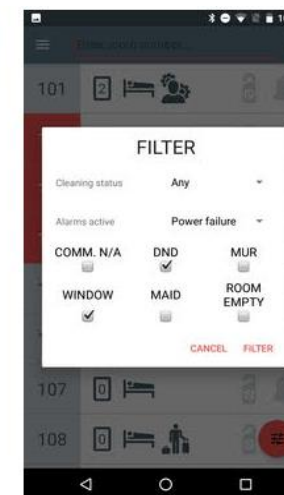 101
2
FILTER
Cleaning status Any
Alarms active Power failure
COMM. N/A DND MUR
WINDOW MAID ROOM EMPTY
CANCEL FILTER
107 0
108 0